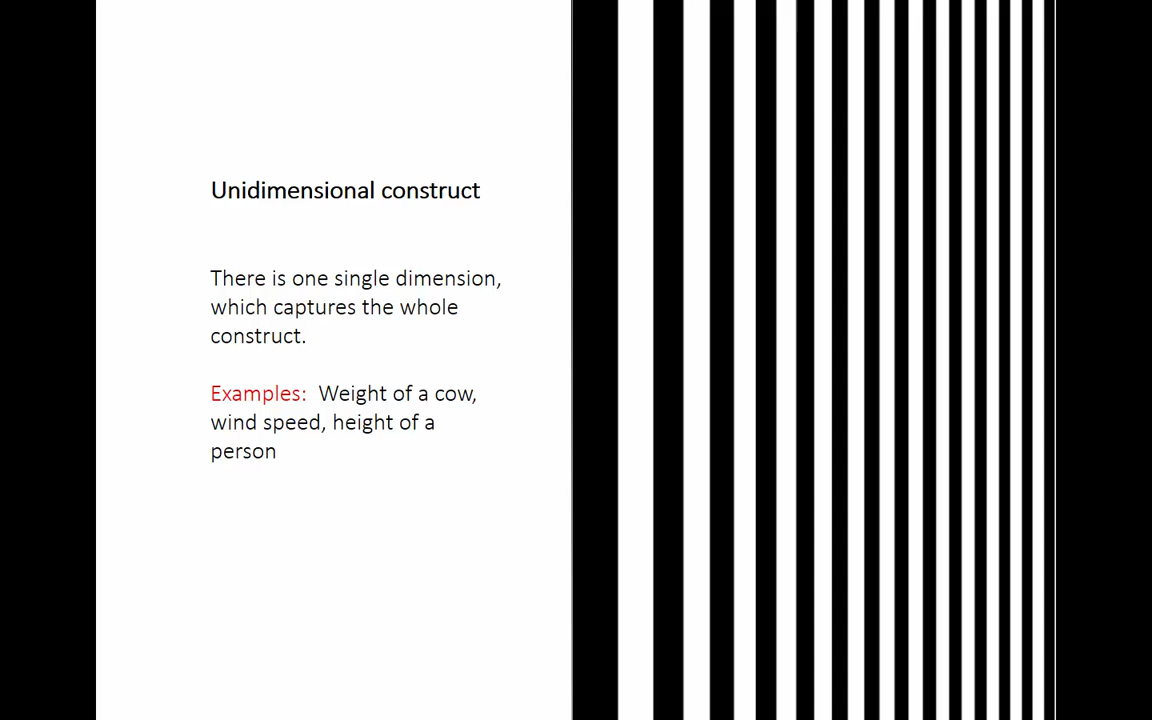 Unidimensional construct
There is one single dimension,
which captures the whole
construct.
Examples:  Weight of a cow,
wind speed, height of a
person